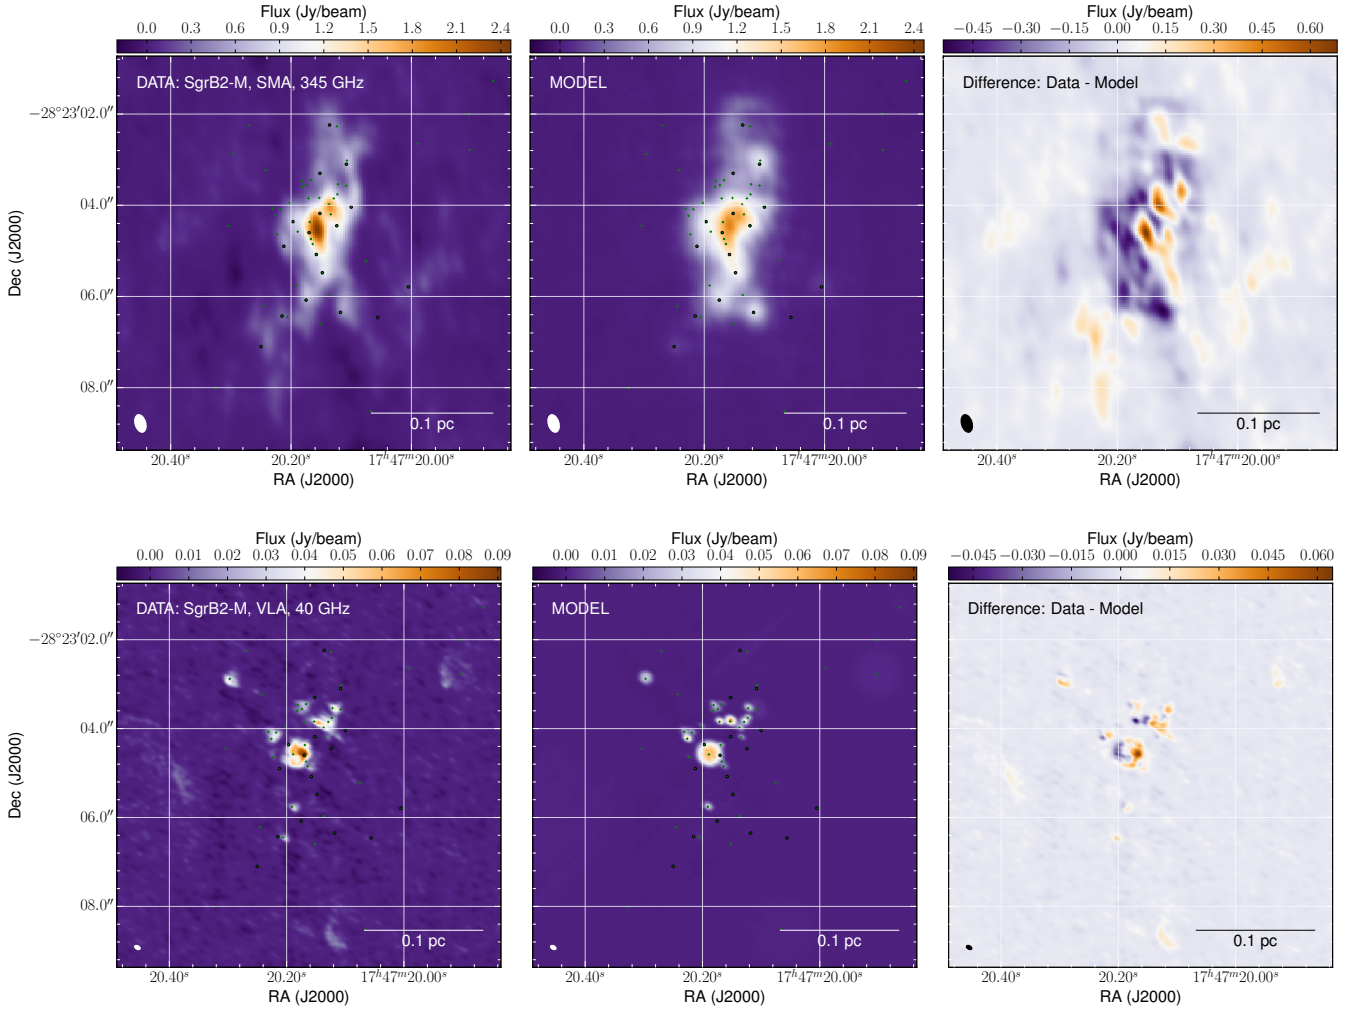 Flux (Jy/beam) Flux (Jy/beam) Flux (Jy/beam)
0.0 0.3 0.6 0.9 1.2 1.5 1.8 2.1 2.4 0.0 0.3 0.6 0.9 1.2 1.5 1.8 2.1 2.4 −0.45 −0.30 −0.15 0.00 0.15 0.30 0.45 0.60
DATA: SgrB2-M, SMA, 345 GHz MODEL Difference: Data - Model
−28°23′02.0″
04.0″
06.0″
08.0″
Dec (J2000)
0.1 pc 0.1 pc 0.1 pc
20.40s 20.20s 17h47m20.00s 20.40s 20.20s 17h47m20.00s 20.40s 20.20s 17h47m20.00s
RA (J2000) RA (J2000) RA (J2000)
Flux (Jy/beam) Flux (Jy/beam) Flux (Jy/beam)
0.00 0.01 0.02 0.03 0.04 0.05 0.06 0.07 0.08 0.09 0.00 0.01 0.02 0.03 0.04 0.05 0.06 0.07 0.08 0.09 −0.045 −0.030 −0.015 0.000 0.015 0.030 0.045 0.060
DATA: SgrB2-M, VLA, 40 GHz MODEL Difference: Data - Model
−28°23′02.0″
04.0″
06.0″
08.0″
Dec (J2000)
0.1 pc 0.1 pc 0.1 pc
20.40s 20.20s 17h47m20.00s 20.40s 20.20s 17h47m20.00s 20.40s 20.20s 17h47m20.00s
RA (J2000) RA (J2000) RA (J2000)